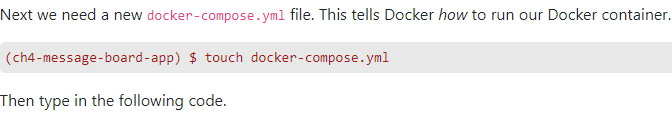 Next we need a new docker-compose.yml file. This tells Docker how to run our Docker container.
(ch4-message-board-app) $ touch docker-compose.yml
Then type in the following code.